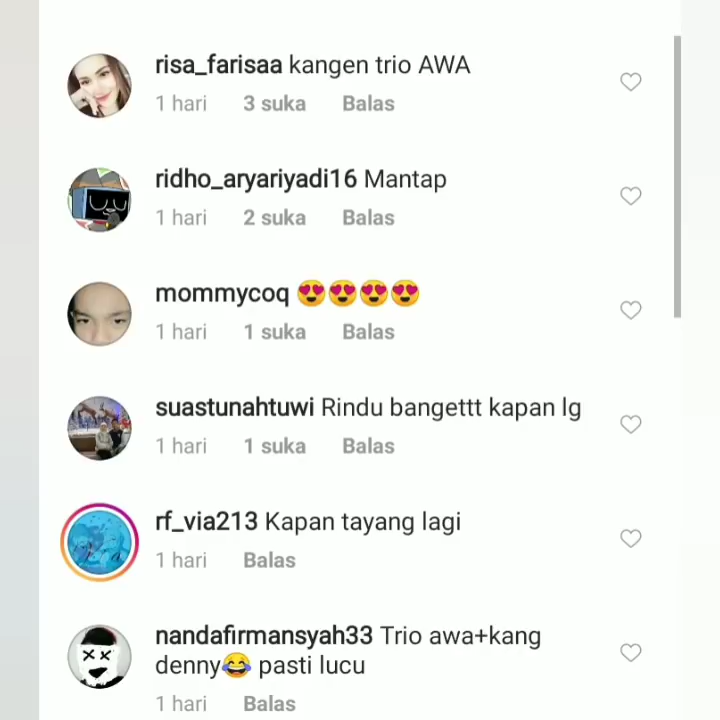 risa_farisaa kangen trio AWA
1 hari 3 suka Balas
ridho_aryariyadi16 Mantap
1 hari 2 suka Balas
mommycoq 😍😍😍😍
1 hari 1 suka Balas
suastunahtuwi Rindu bangettt kapan lg
1 hari 1 suka Balas
rf_via213 Kapan tayang lagi
1 hari Balas
nandafirmansyah33 Trio awa+kang
denny😂 pasti lucu
1 hari Balas